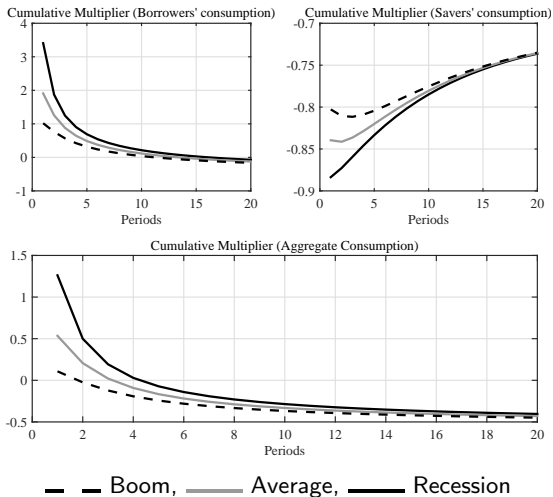 Cumulative Multiplier (Borrowers' consumption)
4
3
2
1
0
-1
0 5 10 15 20
Periods
Cumulative Multiplier (Savers' consumption)
-0.7
-0.75
-0.8
-0.85
-0.9
0 5 10 15 20
Periods
Cumulative Multiplier (Aggregate Consumption)
1.5
1
0.5
0
-0.5
0 2 4 6 8 10 12 14 16 18 20
Periods
Boom, Average, Recession